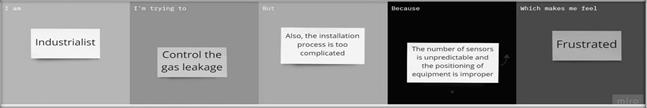 I am
I'm trying to
But
Because
Which makes me feel
Industrialist
Control the
gas leakage
Also, the installation
process is too
complicated
The number of sensors
is unpredictable and
the positioning of
equipment is improper
Frustrated
miro